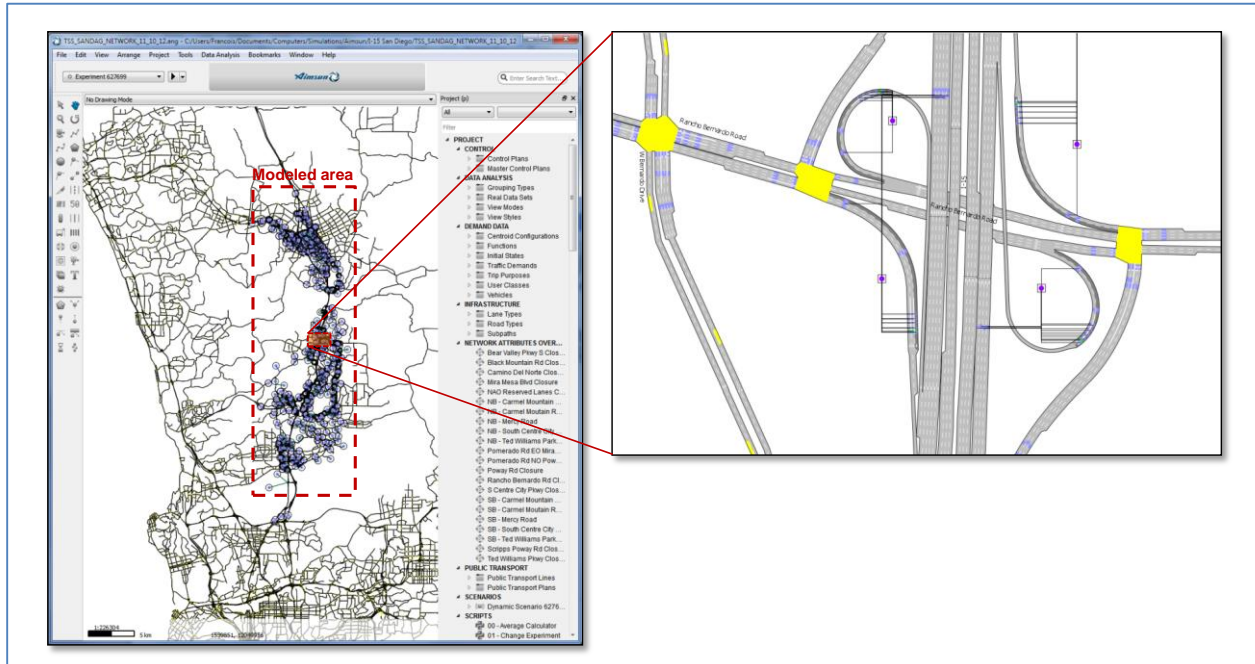 TSS_SANDAG_NETWORK_11_10_12.ang - C:/Users/Francois/Documents/Computers/Simulations/Aimsun/I-15 San Diego/TSS_SANDAG_NETWORK_11_10_12
File Edit View Arrange Project Tools Data Analysis Bookmarks Window Help
Experiment 627699
Aimsun
Enter Search Text...
No Drawing Mode
Project (p)
All
Filter
PROJECT
CONTROL
Control Plans
Master Control Plans
DATA ANALYSIS
Grouping Types
Real Data Sets
View Modes
View Styles
DEMAND DATA
Centroid Configurations
Functions
Initial States
Traffic Demands
Trip Purposes
User Classes
Vehicles
INFRASTRUCTURE
Lane Types
Road Types
Subpaths
NETWORK ATTRIBUTES OVER...
Bear Valley Pkwy S Clos...
Black Mountain Rd Clos...
Camino Del Norte Closu...
Mira Mesa Blvd Closure
NAO Reserved Lanes C...
NB - Carmel Mountain ...
NB - Carmel Moutain R...
NB - Mercy Road
NB - South Centre City ...
NB - Ted Williams Park...
Pomerado Rd EO Mira...
Pomerado Rd NO Pow...
Poway Rd Closure
Rancho Bernardo Rd Cl...
S Centre City Pkwy Clos...
SB - Carmel Mountain ...
SB - Carmel Moutain R...
SB - Mercy Road
SB - South Centre City ...
SB - Ted Williams Park...
Scripps Poway Rd Clos...
Ted Williams Pkwy Clos...
PUBLIC TRANSPORT
Public Transport Lines
Public Transport Plans
SCENARIOS
Dynamic Scenario 6276...
SCRIPTS
00 - Average Calculator
01 - Change Experiment
Modeled area
1:226304
5 km
Rancho Bernardo Road
W Bernardo Drive
I-15
Rancho Bernardo Road